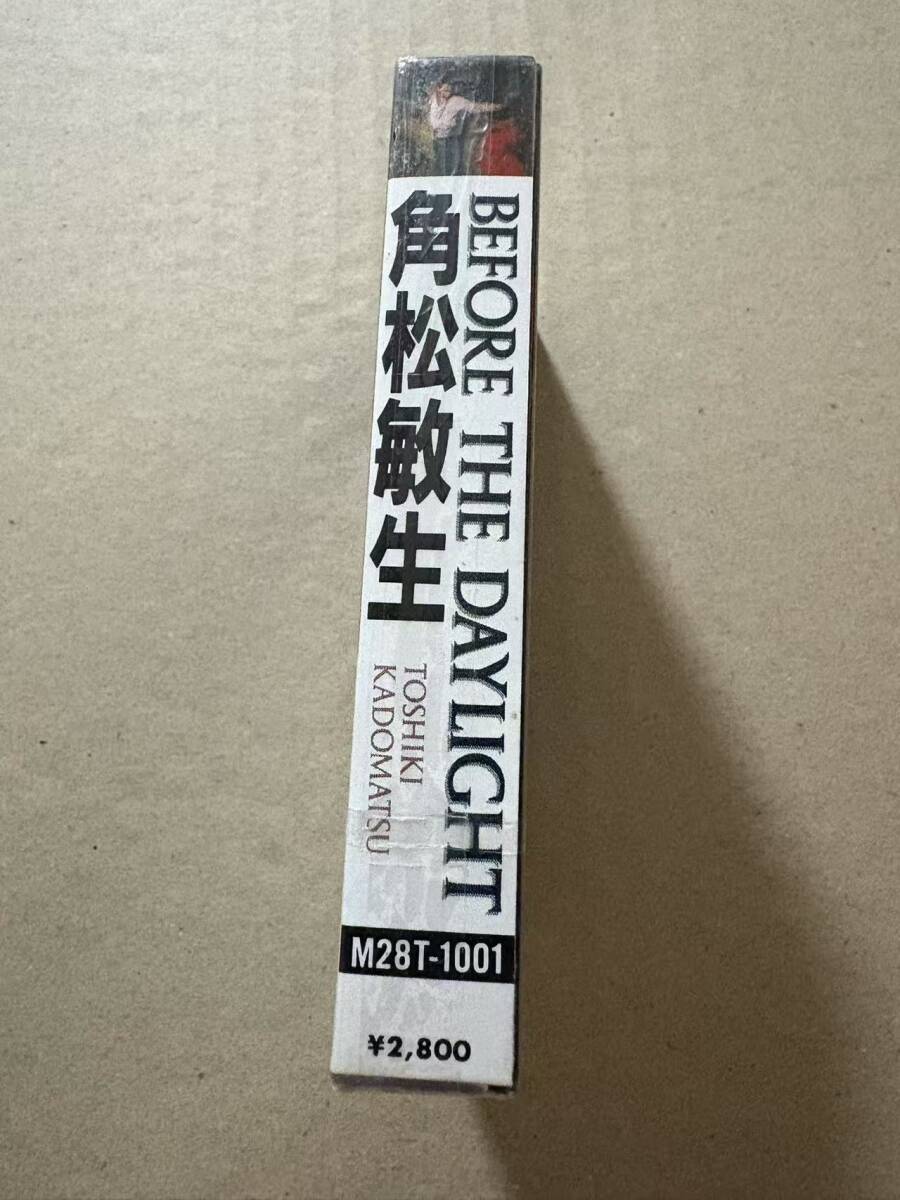 BEFORE THE DAYLIGHT
角松敏生
TOSHIKI
KADOMATSU
M28T-1001
¥2,800